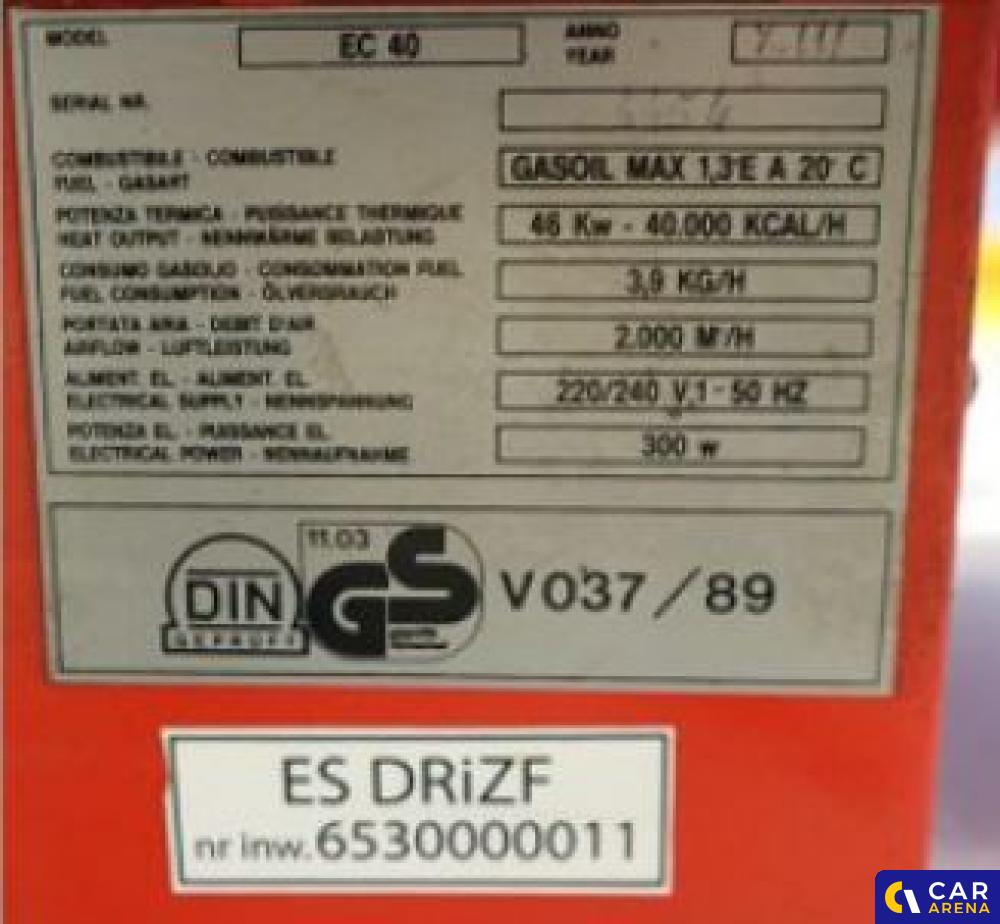 MODEL EC 40 ANNO
YEAR
SERIAL NR.
COMBUSTIBILE - COMBUSTIBLE
FUEL - GASART
GASOIL MAX 1,3°E A 20° C
POTENZA TERMICA - PUISSANCE THERMIQUE
HEAT OUTPUT - NENNWÄRME BELASTUNG
46 Kw - 40.000 KCAL/H
CONSUMO GASOLIO - CONSOMMATION FUEL
FUEL CONSUMPTION - ÖLVERBRAUCH
3,9 KG/H
PORTATA ARIA - DEBIT D'AIR
AIRFLOW - LUFTLEISTUNG
2.000 M³/H
ALIMENT. EL. - ALIMENT. EL.
ELECTRICAL SUPPLY - NENNSPANNUNG
220/240 V,1 - 50 HZ
POTENZA EL. - PUISSANCE EL.
ELECTRICAL POWER - NENNAUFNAHME
300 w
DIN
GEPRÜFT
11.03
GS
V037/89
ES DRiZF
nr inw.6530000011
CAR
ARENA